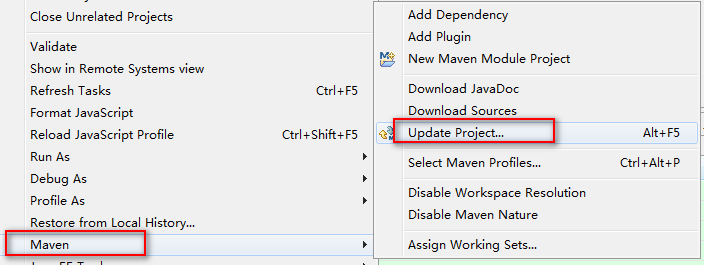 Close Unrelated Projects
Validate
Show in Remote Systems view
Refresh Tasks Ctrl+F5
Format JavaScript
Reload JavaScript Profile Ctrl+Shift+F5
Run As
Debug As
Profile As
Restore from Local History...
Maven
Add Dependency
Add Plugin
New Maven Module Project
Download JavaDoc
Download Sources
Update Project... Alt+F5
Select Maven Profiles... Ctrl+Alt+P
Disable Workspace Resolution
Disable Maven Nature
Assign Working Sets...